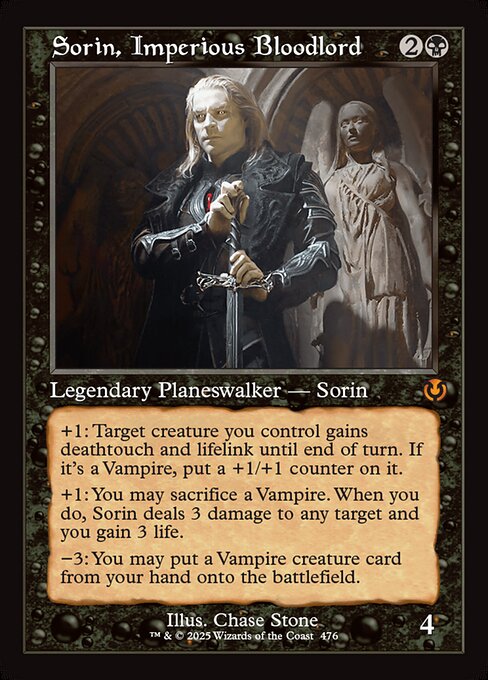 Sorin, Imperious Bloodlord 2
Legendary Planeswalker — Sorin
+1: Target creature you control gains
deathtouch and lifelink until end of turn. If
it's a Vampire, put a +1/+1 counter on it.
+1: You may sacrifice a Vampire. When you
do, Sorin deals 3 damage to any target and
you gain 3 life.
−3: You may put a Vampire creature card
from your hand onto the battlefield.
Illus. Chase Stone
™ & © 2025 Wizards of the Coast 476
4